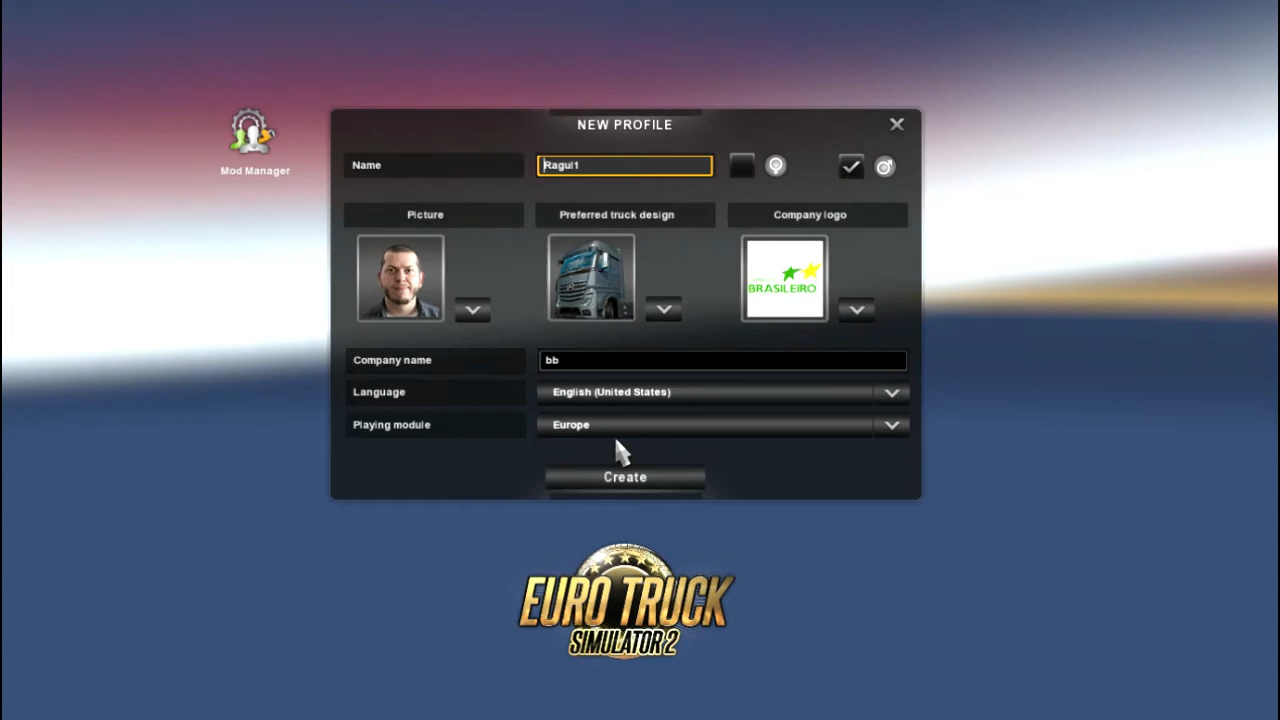 NEW PROFILE
Mod Manager
Name
Ragul1
Picture
Preferred truck design
Company logo
BRASILEIRO
Company name
bb
Language
English (United States)
Playing module
Europe
Create
EURO TRUCK
SIMULATOR 2